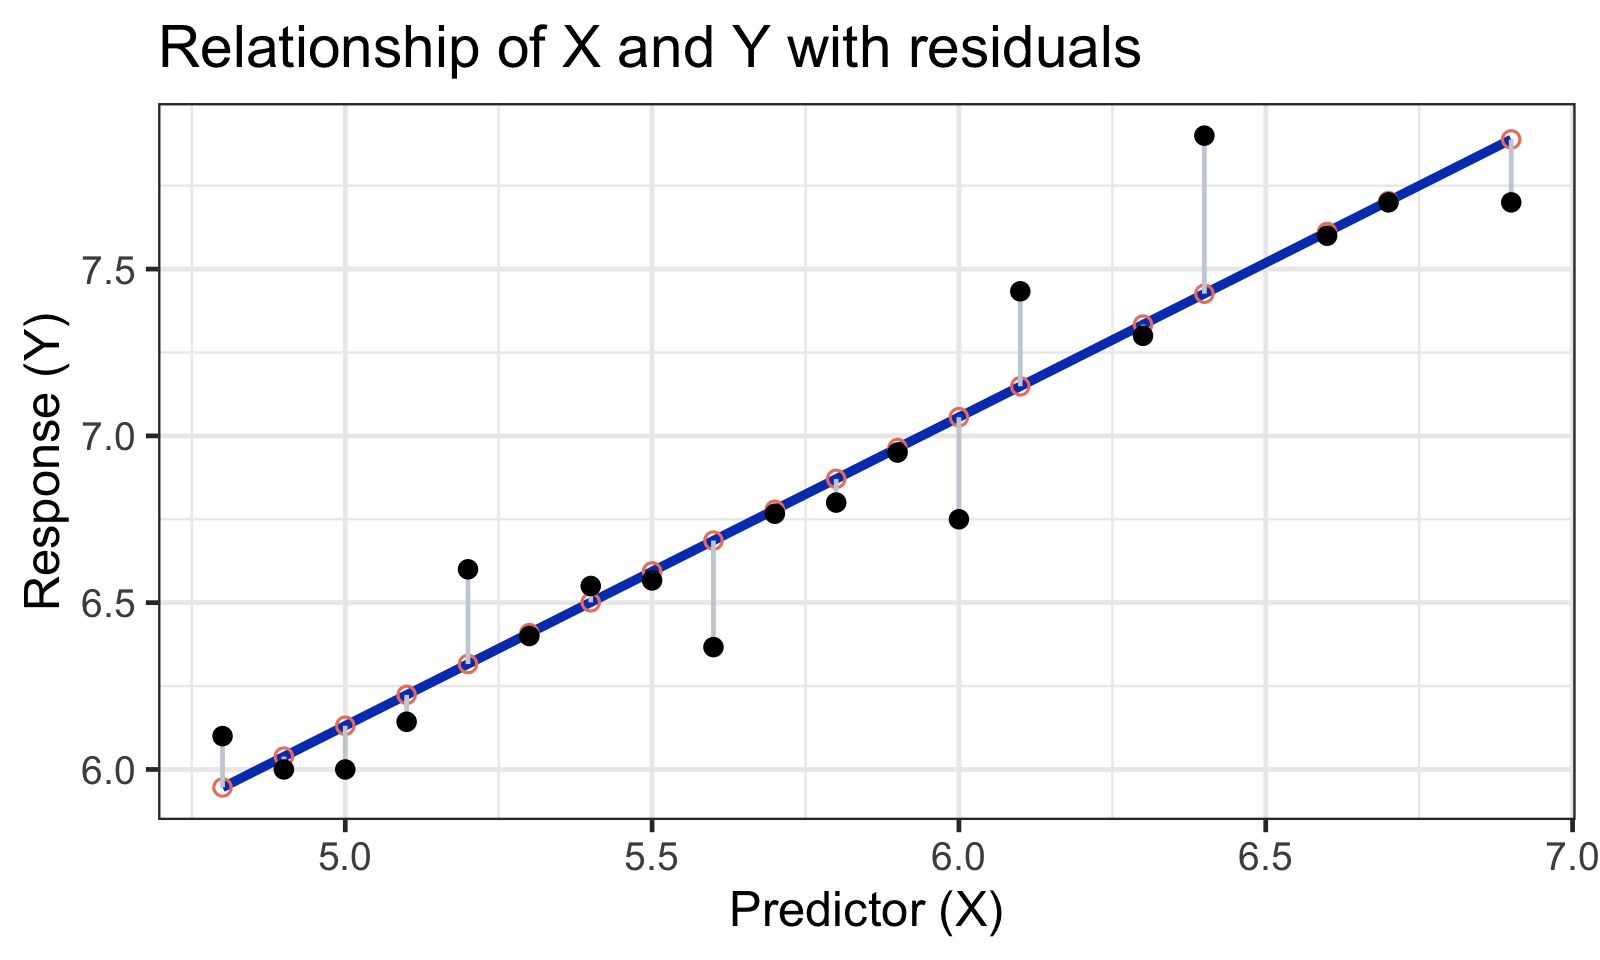 Relationship of X and Y with residuals
Response (Y)
7.5
7.0
6.5
6.0
5.0 5.5 6.0 6.5 7.0
Predictor (X)